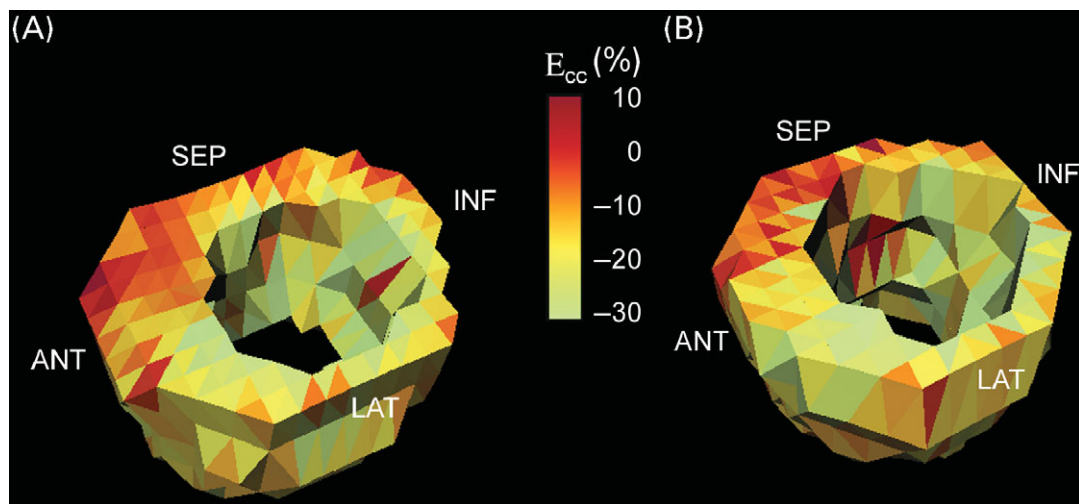 (A)
SEP
INF
ANT
LAT
Ecc (%)
10
0
−10
−20
−30
(B)
SEP
INF
ANT
LAT